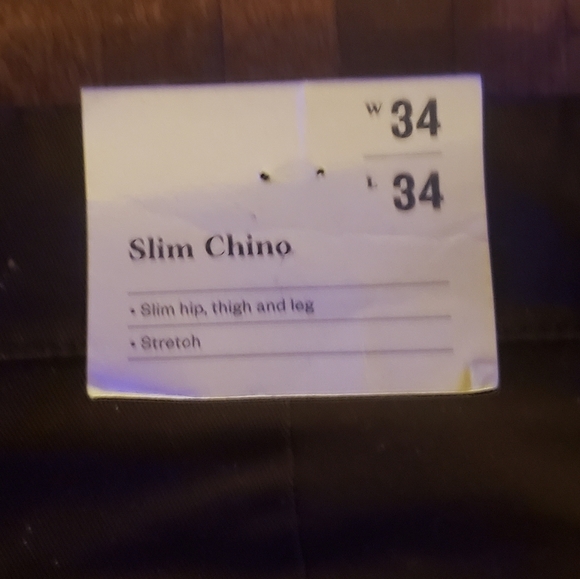 W 34
L 34
Slim Chino
• Slim hip, thigh and leg
• Stretch